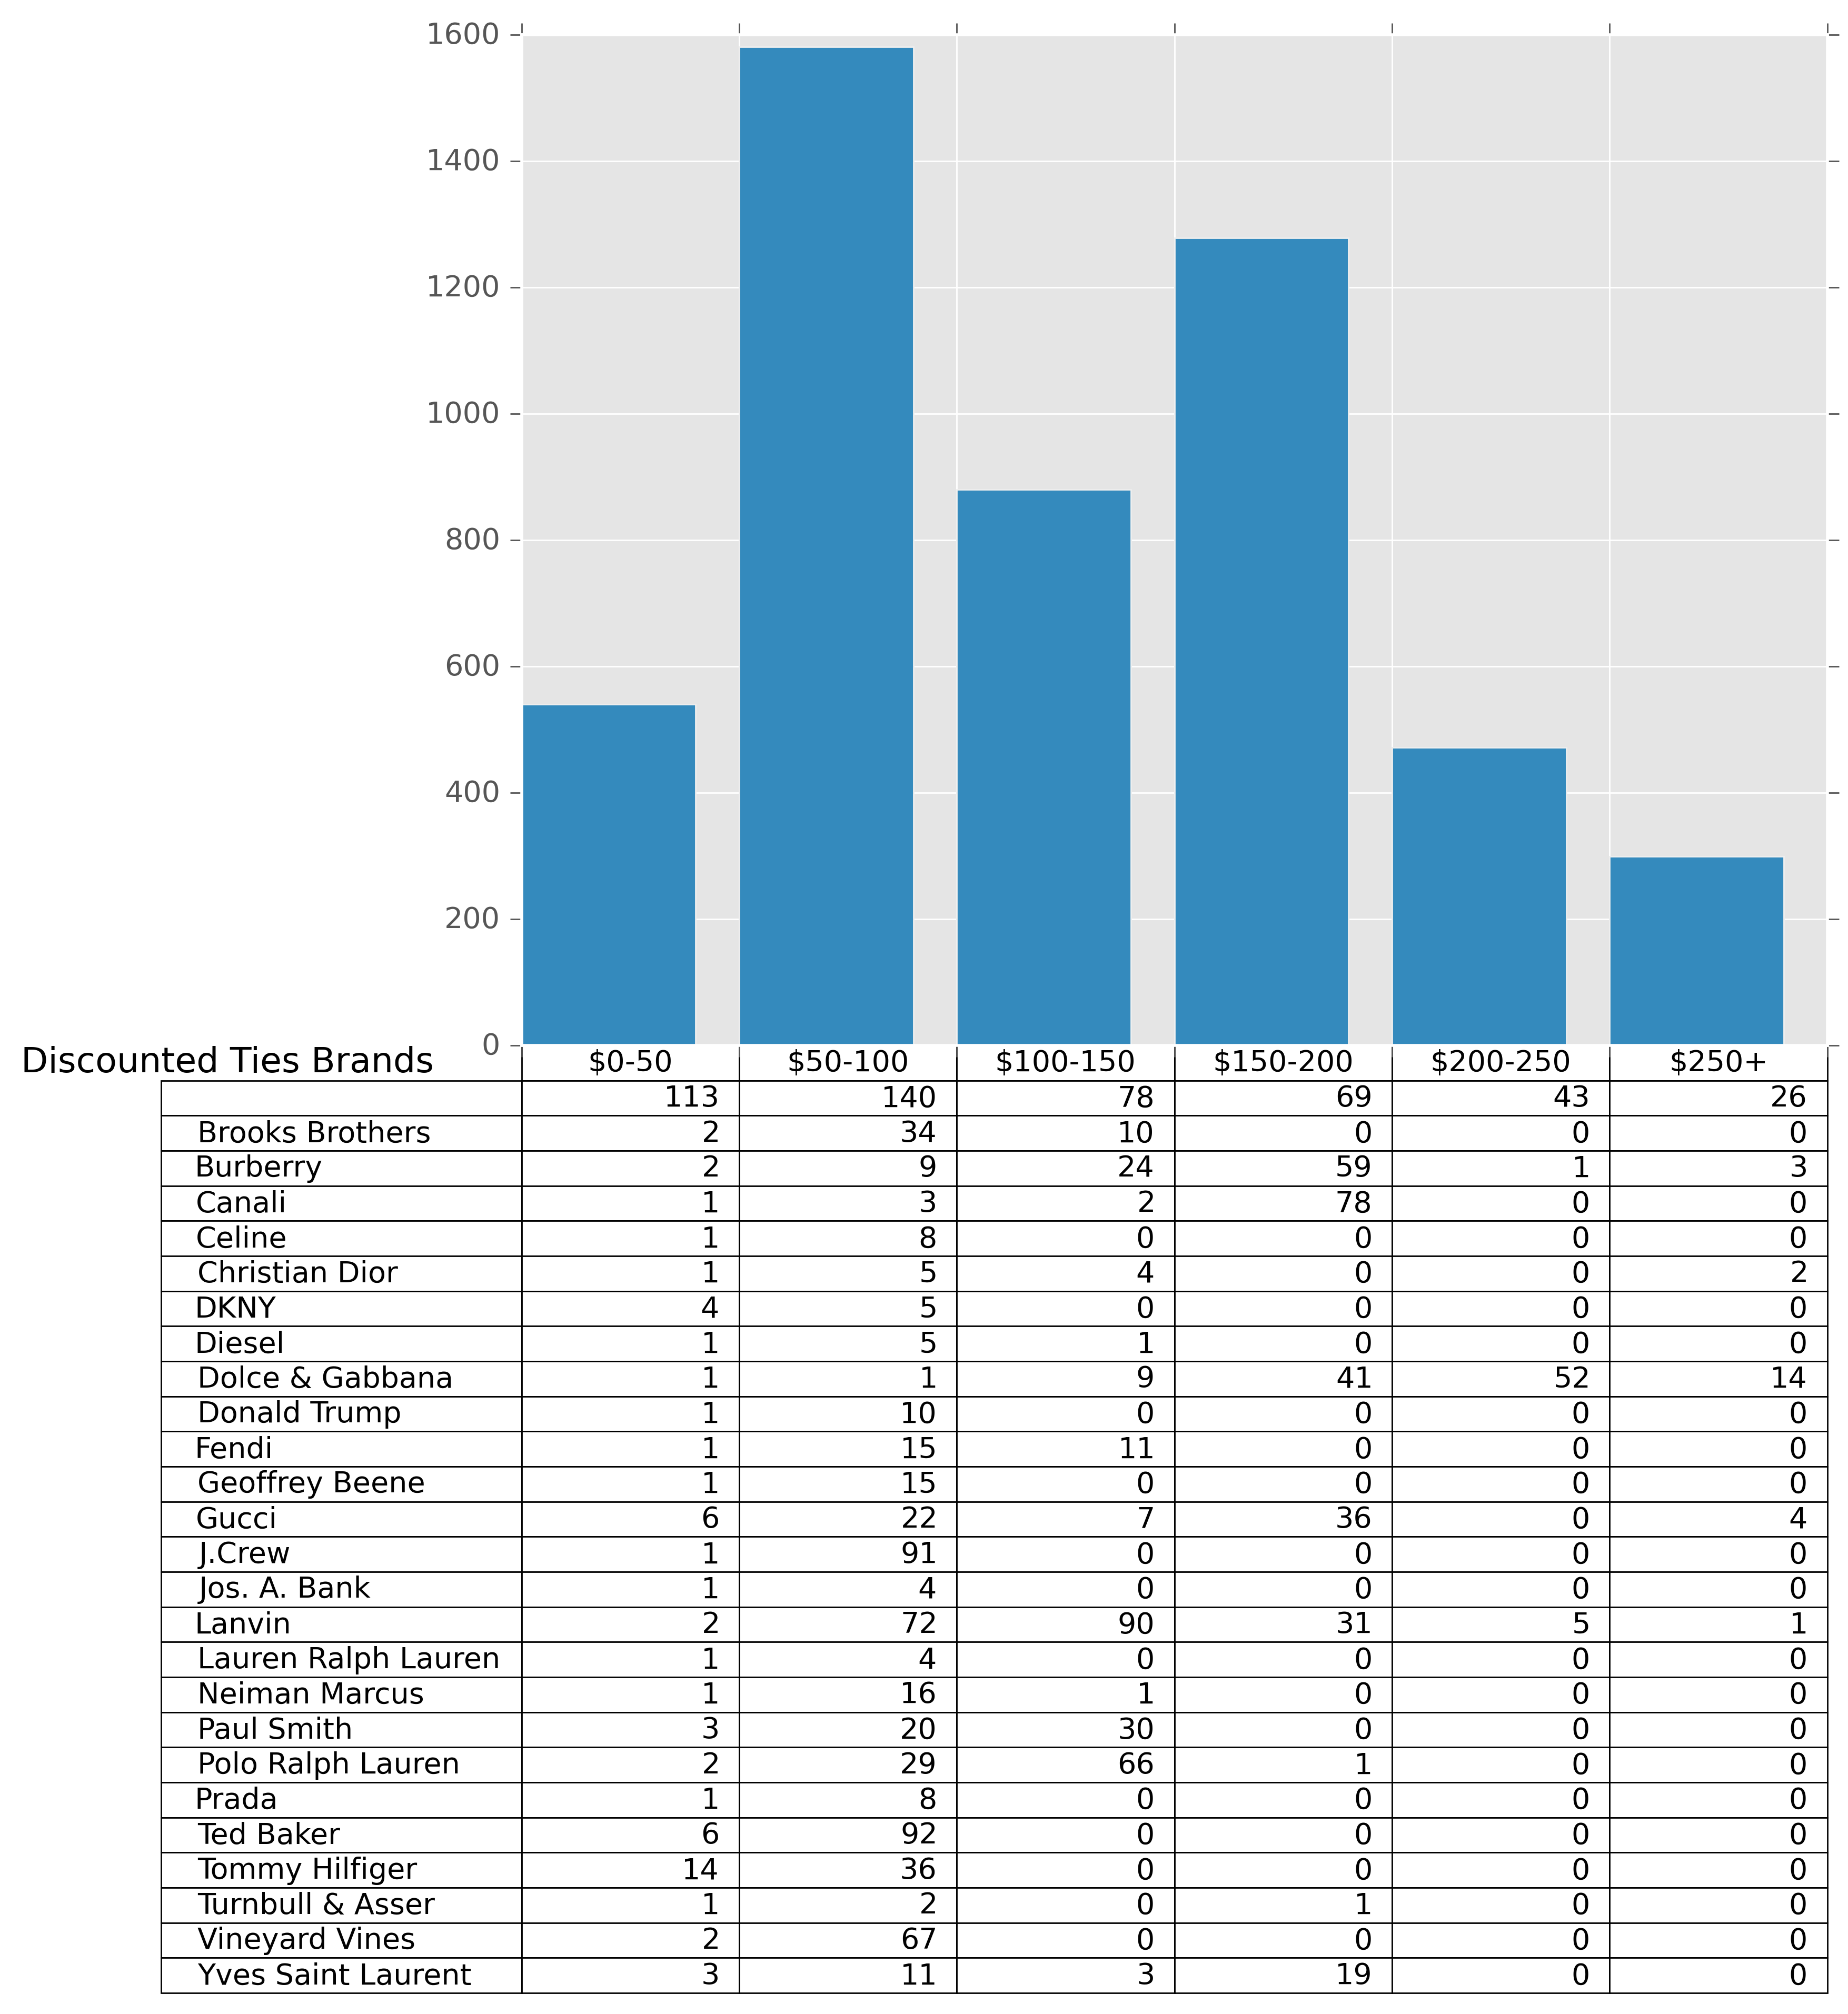 1600
1400
1200
1000
800
600
400
200
0
Discounted Ties Brands $0-50 $50-100 $100-150 $150-200 $200-250 $250+
113 140 78 69 43 26
Brooks Brothers 2 34 10 0 0 0
Burberry 2 9 24 59 1 3
Canali 1 3 2 78 0 0
Celine 1 8 0 0 0 0
Christian Dior 1 5 4 0 0 2
DKNY 4 5 0 0 0 0
Diesel 1 5 1 0 0 0
Dolce & Gabbana 1 1 9 41 52 14
Donald Trump 1 10 0 0 0 0
Fendi 1 15 11 0 0 0
Geoffrey Beene 1 15 0 0 0 0
Gucci 6 22 7 36 0 4
J.Crew 1 91 0 0 0 0
Jos. A. Bank 1 4 0 0 0 0
Lanvin 2 72 90 31 5 1
Lauren Ralph Lauren 1 4 0 0 0 0
Neiman Marcus 1 16 1 0 0 0
Paul Smith 3 20 30 0 0 0
Polo Ralph Lauren 2 29 66 1 0 0
Prada 1 8 0 0 0 0
Ted Baker 6 92 0 0 0 0
Tommy Hilfiger 14 36 0 0 0 0
Turnbull & Asser 1 2 0 1 0 0
Vineyard Vines 2 67 0 0 0 0
Yves Saint Laurent 3 11 3 19 0 0